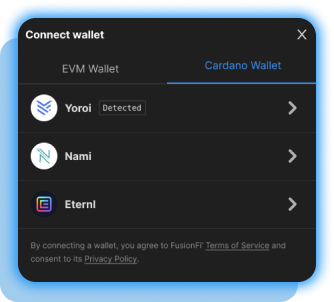 Connect wallet X
EVM Wallet Cardano Wallet
Yoroi Detected
Nami
Eternl
By connecting a wallet, you agree to FusionFi' Terms of Service and
consent to its Privacy Policy.